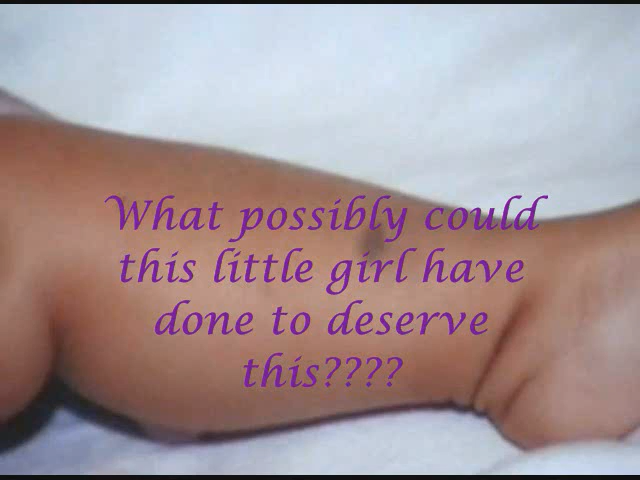 What possibly could
this little girl have
done to deserve
this????